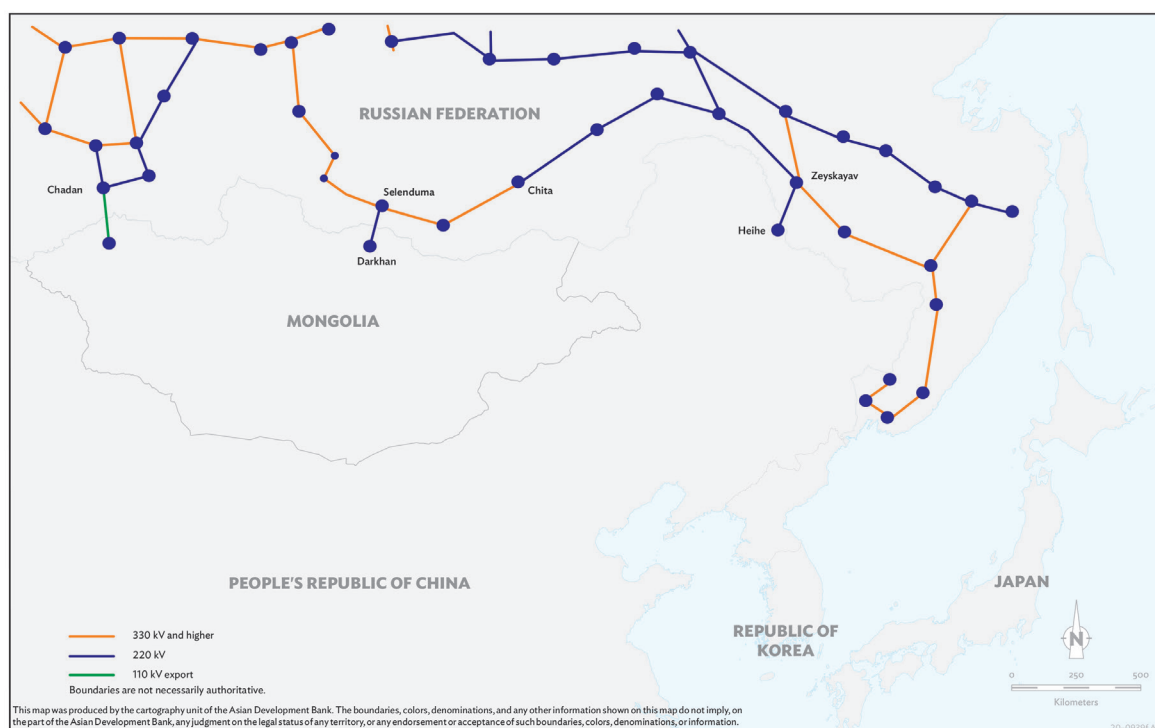 RUSSIAN FEDERATION
Chadan
Selenduma
Chita
Zeyskayav
Heihe
Darkhan
MONGOLIA
PEOPLE'S REPUBLIC OF CHINA
JAPAN
REPUBLIC OF
KOREA
330 kV and higher
220 kV
110 kV export
Boundaries are not necessarily authoritative.
N
0 250 500
Kilometers
This map was produced by the cartography unit of the Asian Development Bank. The boundaries, colors, denominations, and any other information shown on this map do not imply, on
the part of the Asian Development Bank, any judgment on the legal status of any territory, or any endorsement or acceptance of such boundaries, colors, denominations, or information.